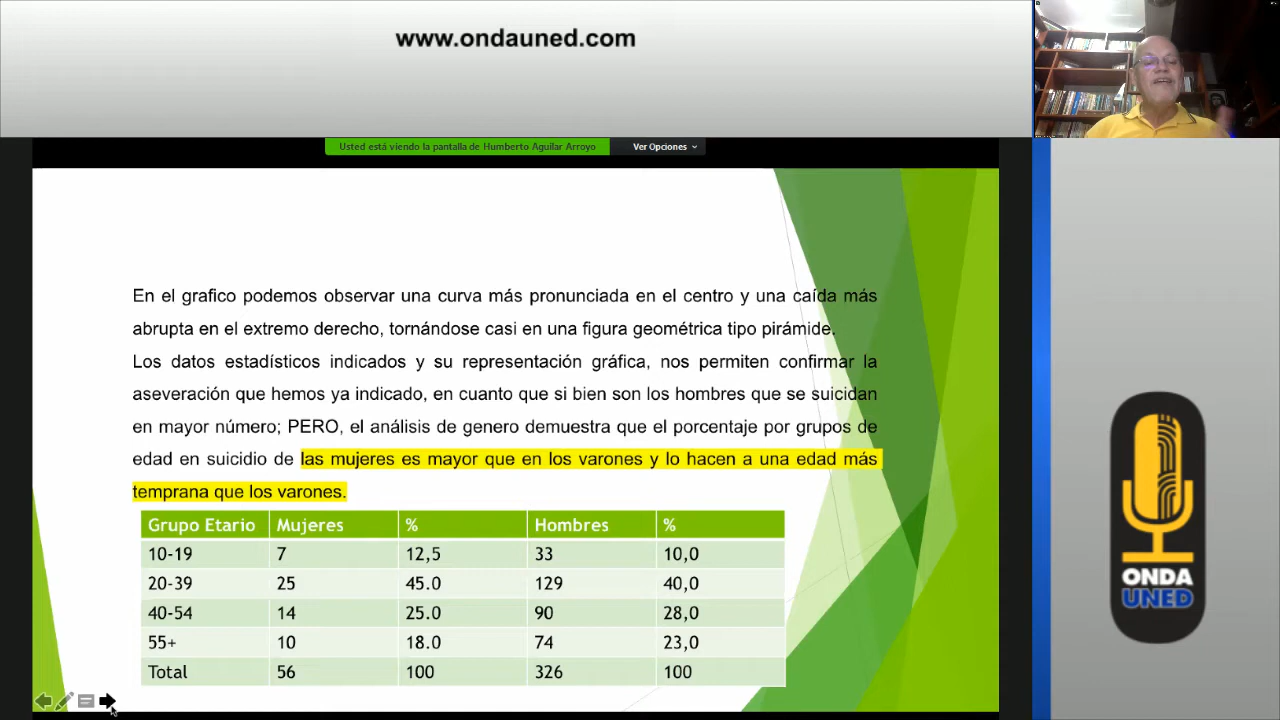 www.ondauned.com
Usted está viendo la pantalla de Humberto Aguilar Arroyo
Ver Opciones
En el grafico podemos observar una curva más pronunciada en el centro y una caída más
abrupta en el extremo derecho, tornándose casi en una figura geométrica tipo pirámide.
Los datos estadísticos indicados y su representación gráfica, nos permiten confirmar la
aseveración que hemos ya indicado, en cuanto que si bien son los hombres que se suicidan
en mayor número; PERO, el análisis de genero demuestra que el porcentaje por grupos de
edad en suicidio de las mujeres es mayor que en los varones y lo hacen a una edad más
temprana que los varones.
Grupo Etario Mujeres % Hombres %
10-19 7 12,5 33 10,0
20-39 25 45.0 129 40,0
40-54 14 25.0 90 28,0
55+ 10 18.0 74 23,0
Total 56 100 326 100
ONDA
UNED